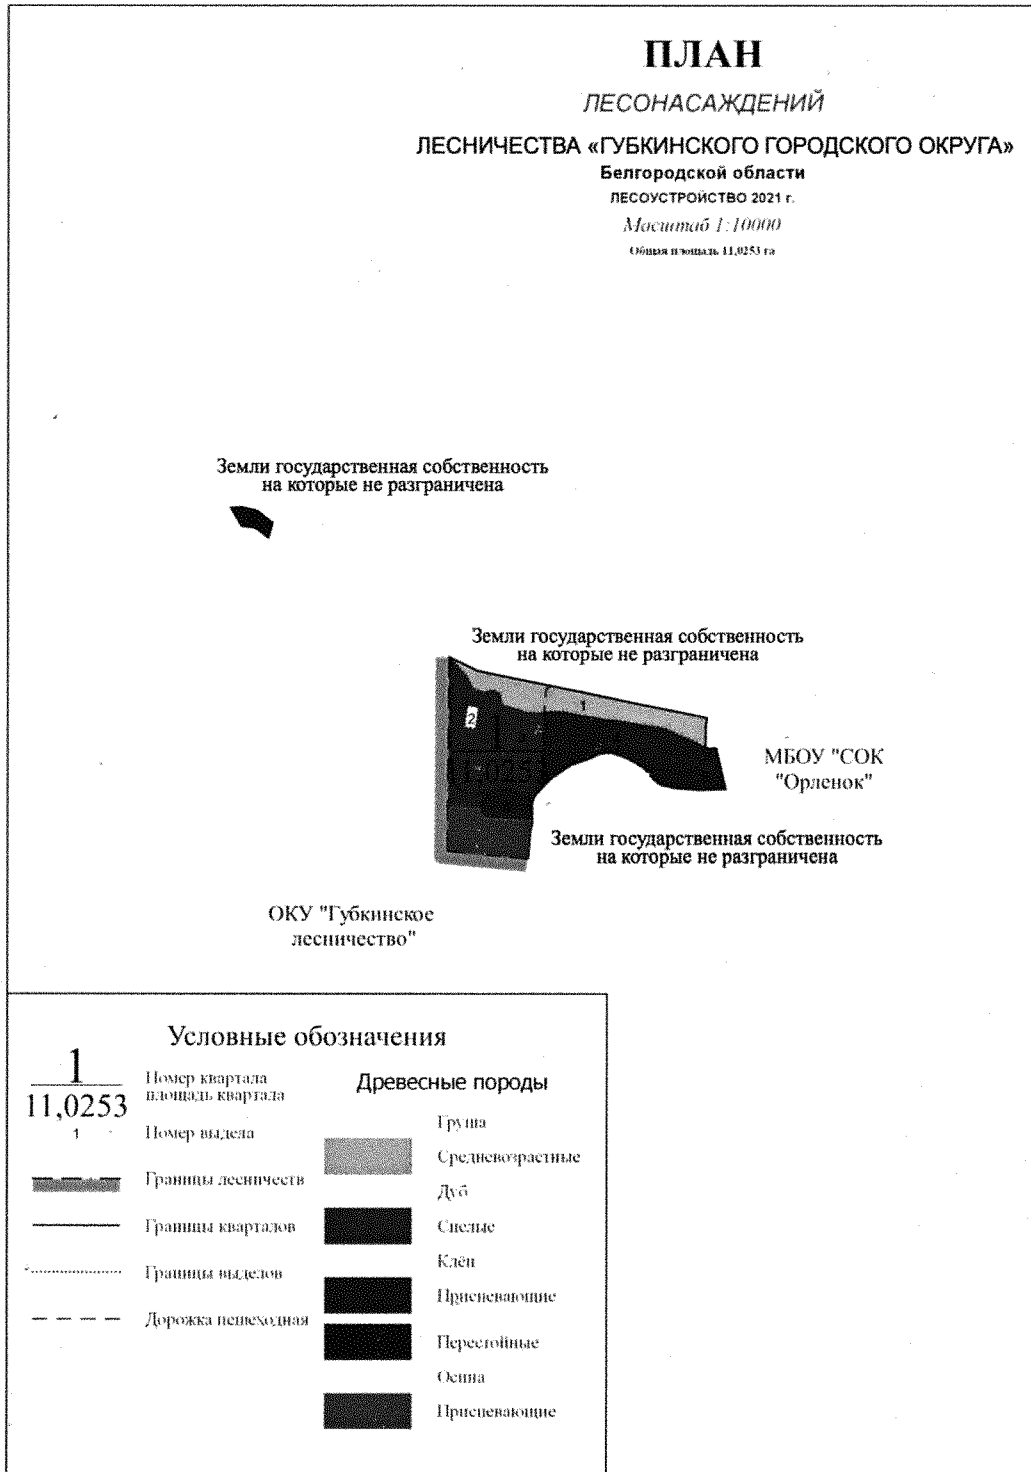 ПЛАН
ЛЕСОНАСАЖДЕНИЙ
ЛЕСНИЧЕСТВА «ГУБКИНСКОГО ГОРОДСКОГО ОКРУГА»
Белгородской области
ЛЕСОУСТРОЙСТВО 2021 г.
Масштаб 1:10000
Общая площадь 11,0253 га
Земли государственная собственность
на которые не разграничена
Земли государственная собственность
на которые не разграничена
1
2
1
11,0253
МБОУ "СОК
"Орленок"
Земли государственная собственность
на которые не разграничена
ОКУ "Губкинское
лесничество"
Условные обозначения
1
11,0253
Номер квартала
площадь квартала
1
Номер выдела
Границы лесничеств
Границы кварталов
Границы выделов
Дорожка пешеходная
Древесные породы
Груша
Средневозрастные
Дуб
Спелые
Клён
Приспевающие
Перестойные
Осина
Приспевающие